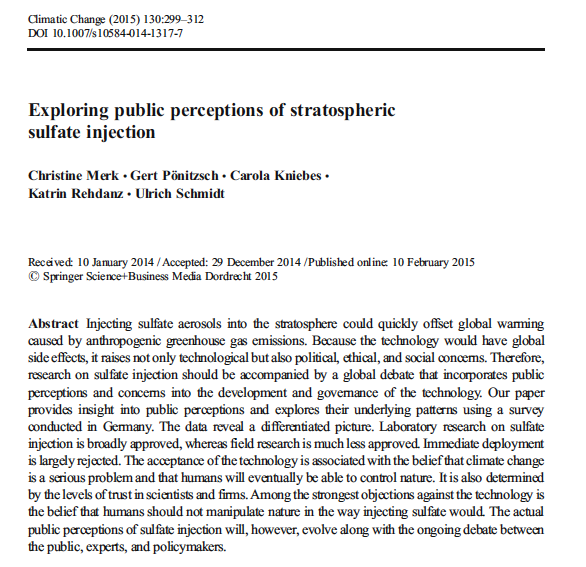 Climatic Change (2015) 130:299–312
DOI 10.1007/s10584-014-1317-7
Exploring public perceptions of stratospheric
sulfate injection
Christine Merk · Gert Pönitzsch · Carola Kniebes ·
Katrin Rehdanz · Ulrich Schmidt
Received: 10 January 2014 / Accepted: 29 December 2014 / Published online: 10 February 2015
© Springer Science+Business Media Dordrecht 2015
Abstract Injecting sulfate aerosols into the stratosphere could quickly offset global warming
caused by anthropogenic greenhouse gas emissions. Because the technology would have global
side effects, it raises not only technological but also political, ethical, and social concerns. Therefore,
research on sulfate injection should be accompanied by a global debate that incorporates public
perceptions and concerns into the development and governance of the technology. Our paper
provides insight into public perceptions and explores their underlying patterns using a survey
conducted in Germany. The data reveal a differentiated picture. Laboratory research on sulfate
injection is broadly approved, whereas field research is much less approved. Immediate deployment
is largely rejected. The acceptance of the technology is associated with the belief that climate change
is a serious problem and that humans will eventually be able to control nature. It is also determined
by the levels of trust in scientists and firms. Among the strongest objections against the technology is
the belief that humans should not manipulate nature in the way injecting sulfate would. The actual
public perceptions of sulfate injection will, however, evolve along with the ongoing debate between
the public, experts, and policymakers.